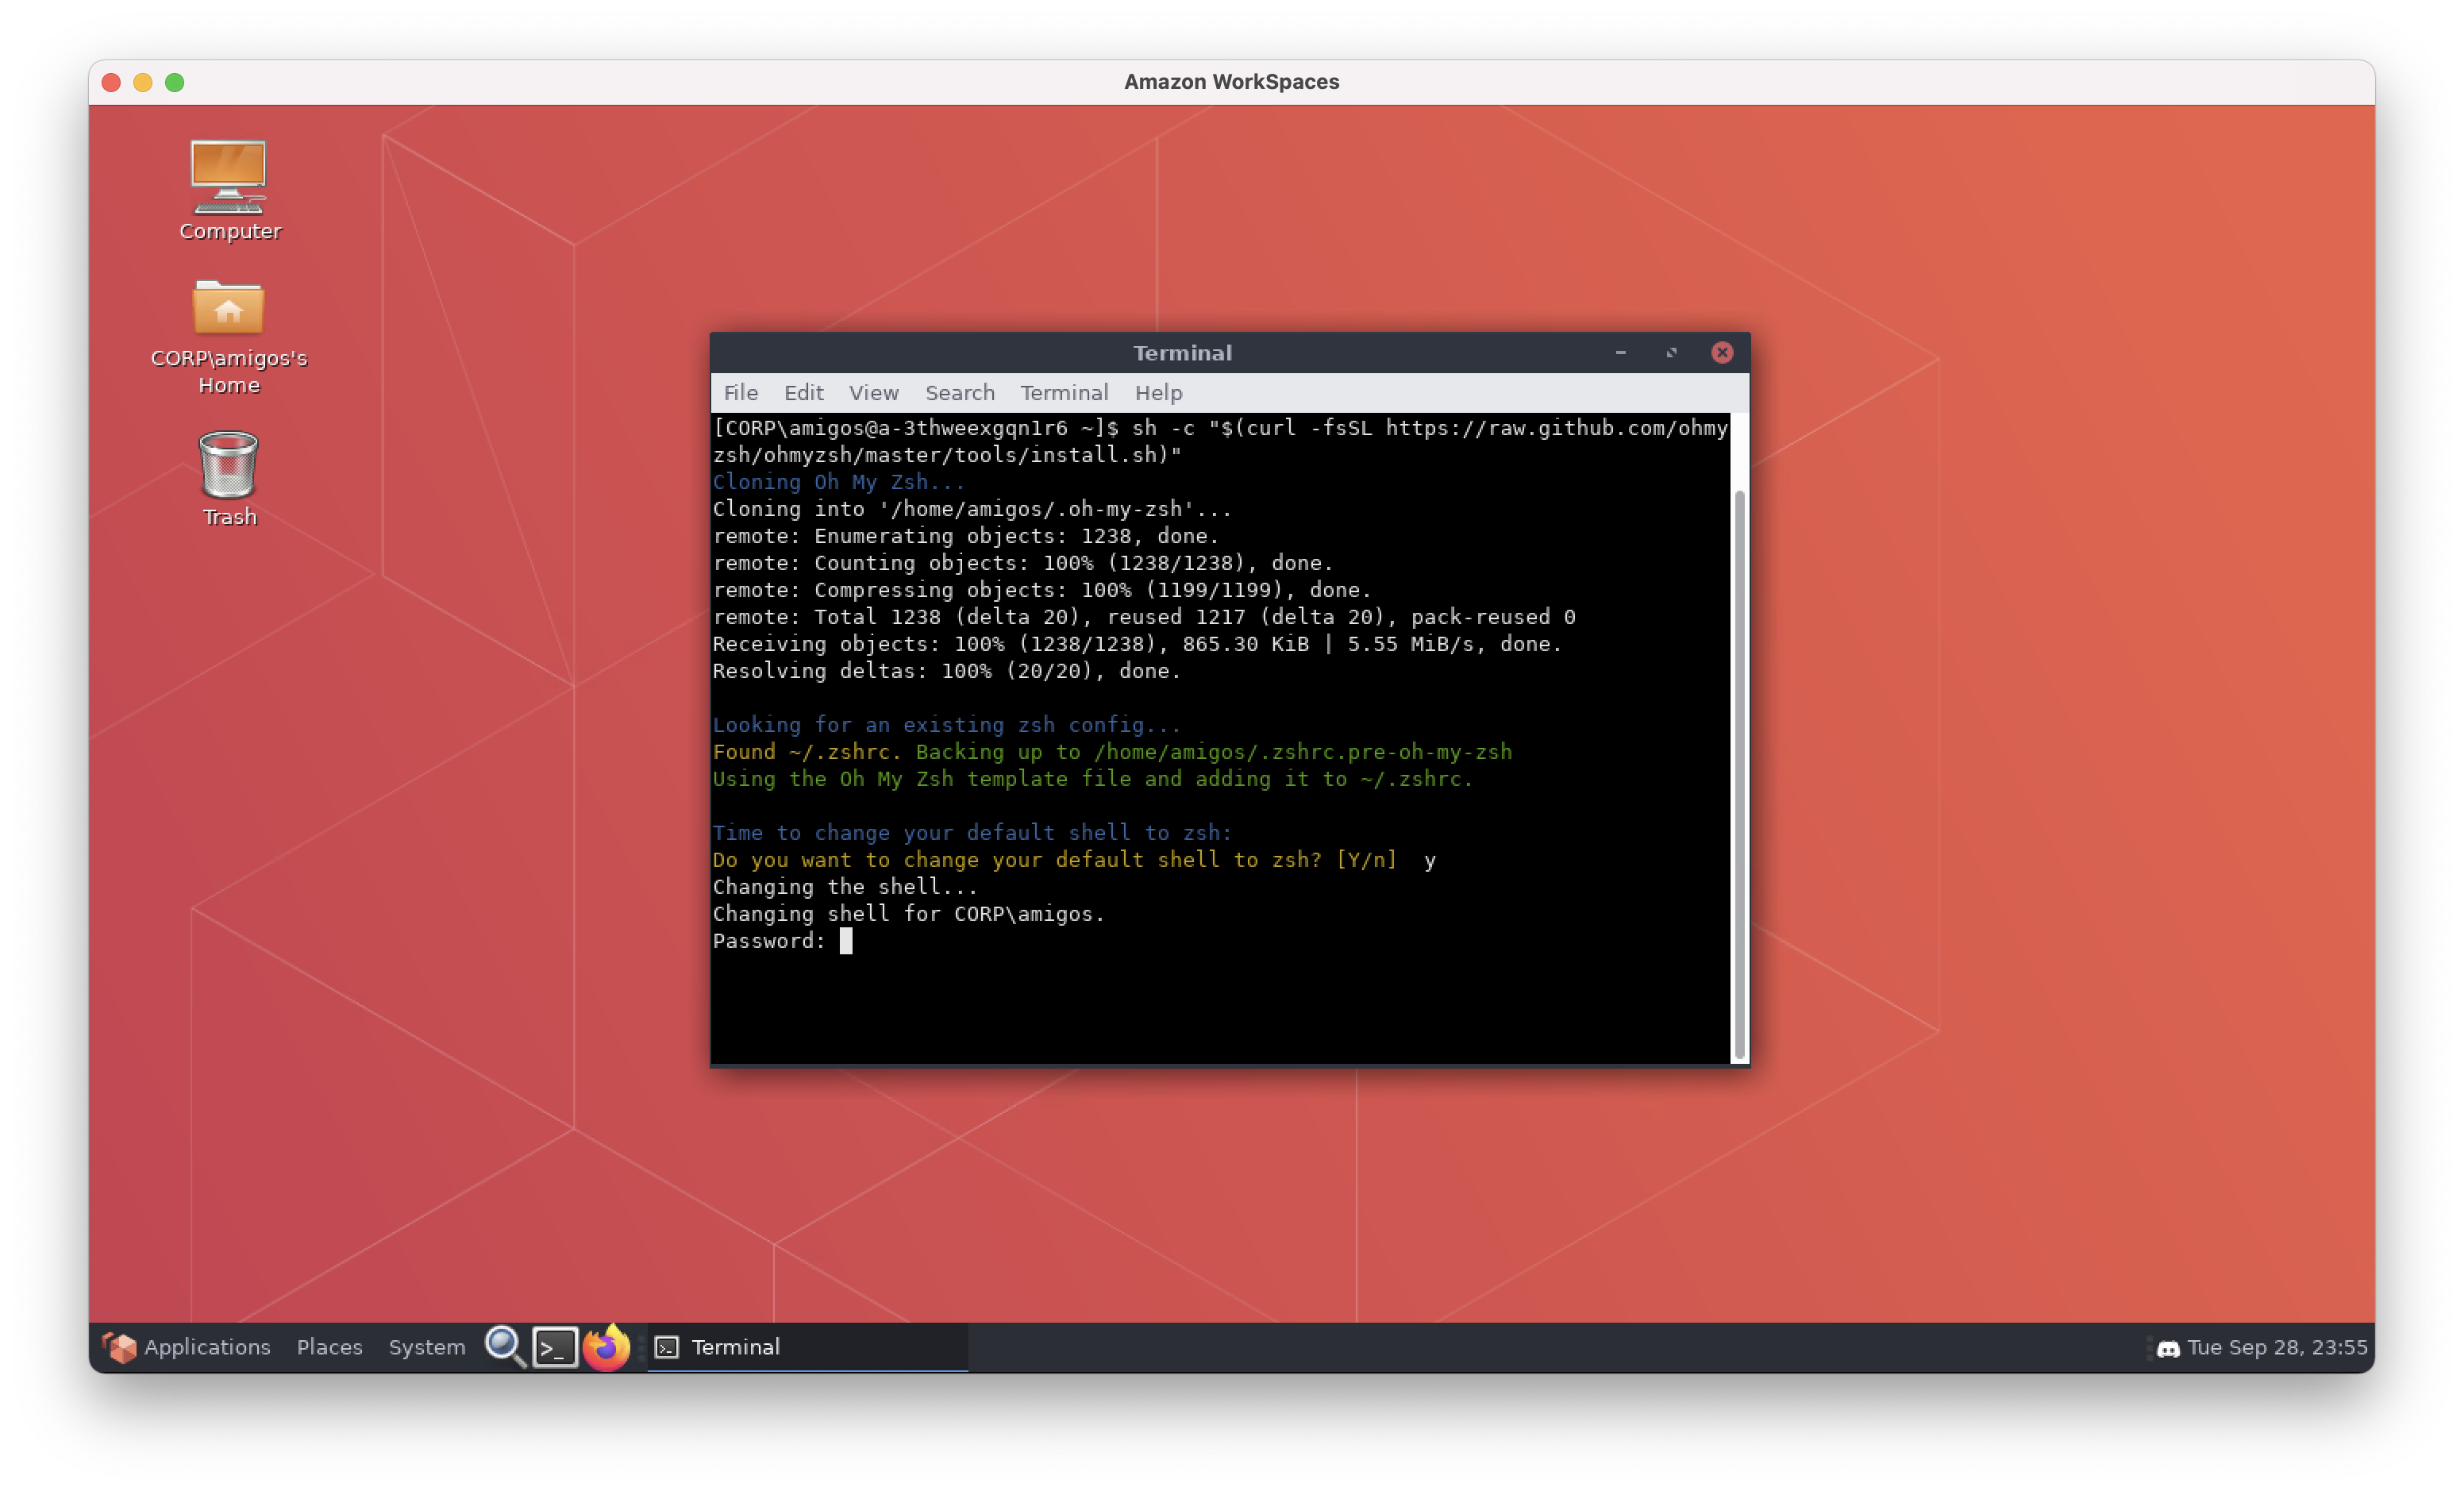 Amazon WorkSpaces
Computer
CORP\amigos's
Home
Trash
Terminal
File Edit View Search Terminal Help
[CORP\amigos@a-3thweexgqn1r6 ~]$ sh -c "$(curl -fsSL https://raw.github.com/ohmy
zsh/ohmyzsh/master/tools/install.sh)"
Cloning Oh My Zsh...
Cloning into '/home/amigos/.oh-my-zsh'...
remote: Enumerating objects: 1238, done.
remote: Counting objects: 100% (1238/1238), done.
remote: Compressing objects: 100% (1199/1199), done.
remote: Total 1238 (delta 20), reused 1217 (delta 20), pack-reused 0
Receiving objects: 100% (1238/1238), 865.30 KiB | 5.55 MiB/s, done.
Resolving deltas: 100% (20/20), done.
Looking for an existing zsh config...
Found ~/.zshrc. Backing up to /home/amigos/.zshrc.pre-oh-my-zsh
Using the Oh My Zsh template file and adding it to ~/.zshrc.
Time to change your default shell to zsh:
Do you want to change your default shell to zsh? [Y/n]  y
Changing the shell...
Changing shell for CORP\amigos.
Password:
Applications Places System Terminal Tue Sep 28, 23:55